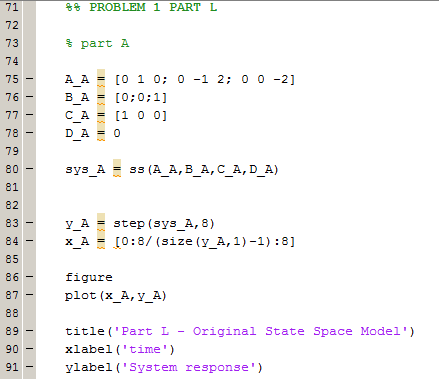 71 %% PROBLEM 1 PART L
72
73 % part A
74
75 – A_A = [0 1 0; 0 -1 2; 0 0 -2]
76 – B_A = [0;0;1]
77 – C_A = [1 0 0]
78 – D_A = 0
79
80 – sys_A = ss(A_A,B_A,C_A,D_A)
81
82
83 – y_A = step(sys_A,8)
84 – x_A = [0:8/(size(y_A,1)-1):8]
85
86 – figure
87 – plot(x_A,y_A)
88
89 – title('Part L - Original State Space Model')
90 – xlabel('time')
91 – ylabel('System response')